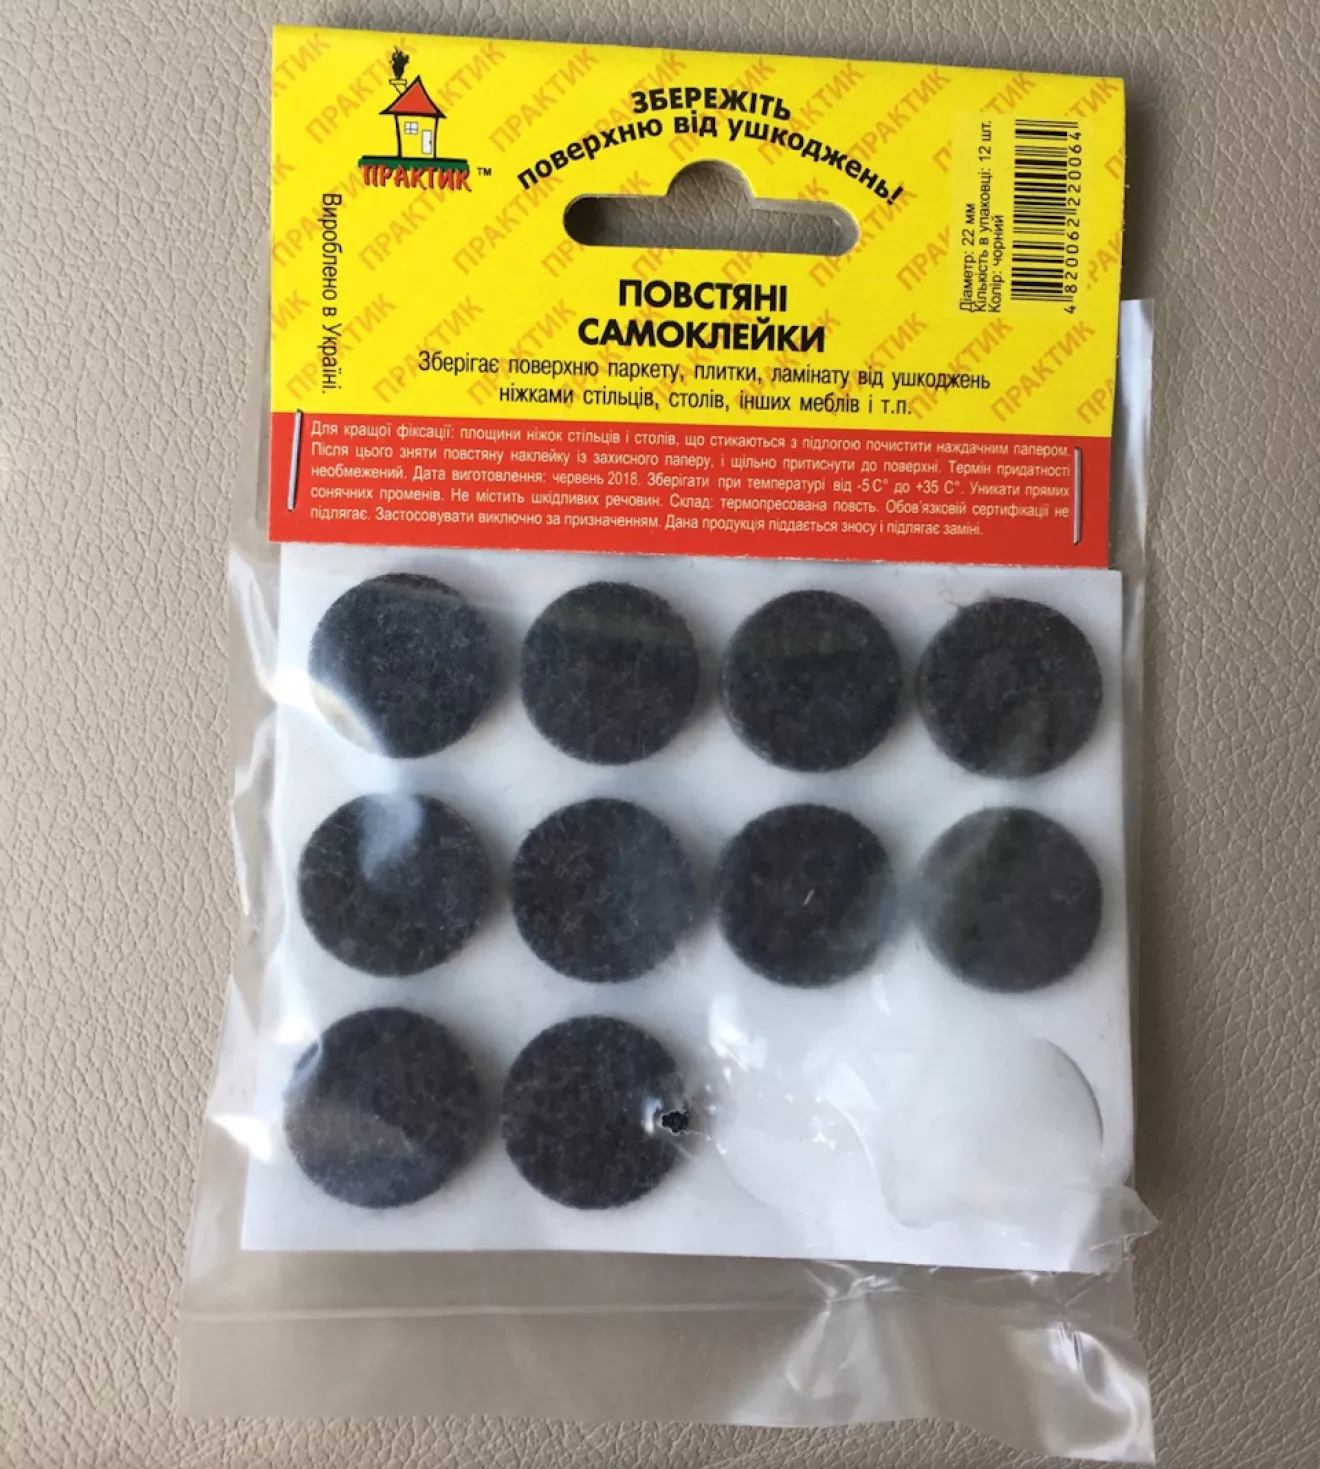 ПРАКТИК™
ЗБЕРЕЖІТЬ
поверхню від ушкоджень!
Вироблено в Україні.
Діаметр: 22 мм
Кількість в упаковці: 12 шт.
Колір: чорний
4 820062 220064
ПОВСТЯНІ
САМОКЛЕЙКИ
Зберігає поверхню паркету, плитки, ламінату від ушкоджень
ніжками стільців, столів, інших меблів і т.п.
Для кращої фіксації: площини ніжок стільців і столів, що стикаються з підлогою почистити наждачним папером.
Після цього зняти повстяну наклейку із захисного паперу, і щільно притиснути до поверхні. Термін придатності
необмежений. Дата виготовлення: червень 2018. Зберігати при температурі від -5 С° до +35 С°. Уникати прямих
сонячних променів. Не містить шкідливих речовин. Склад: термопресована повсть. Обов'язковій сертифікації не
підлягає. Застосовувати виключно за призначенням. Дана продукція піддається зносу і підлягає заміні.